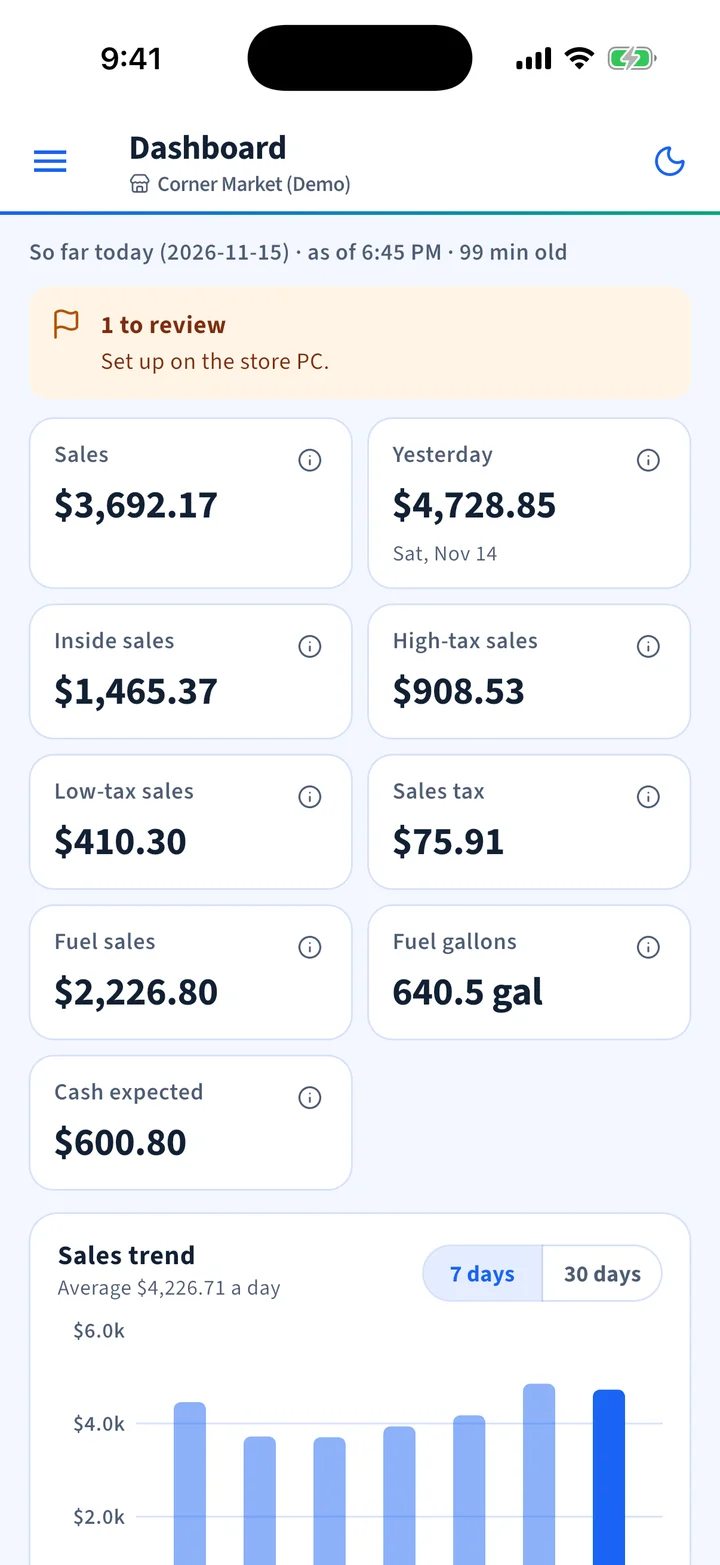 9:41
Dashboard
Corner Market (Demo)
So far today (2026-11-15) · as of 6:45 PM · 99 min old
1 to review
Set up on the store PC.
Sales
$3,692.17
Yesterday
$4,728.85
Sat, Nov 14
Inside sales
$1,465.37
High-tax sales
$908.53
Low-tax sales
$410.30
Sales tax
$75.91
Fuel sales
$2,226.80
Fuel gallons
640.5 gal
Cash expected
$600.80
Sales trend
Average $4,226.71 a day
7 days
30 days
$6.0k
$4.0k
$2.0k